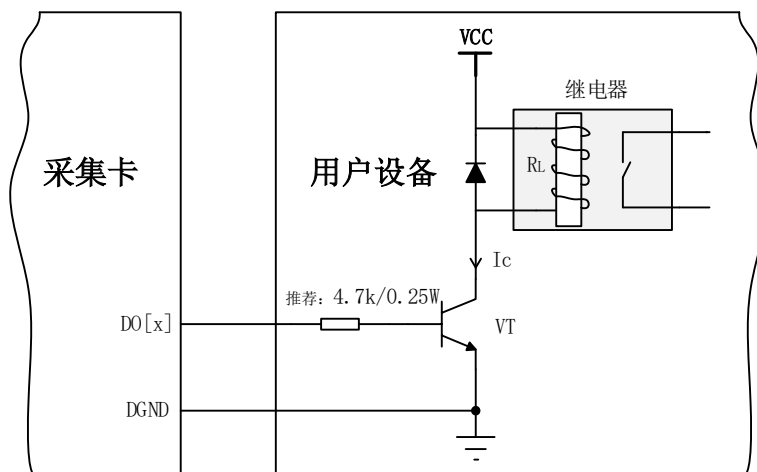 VCC
继电器
采集卡
用户设备
RL
Ic
推荐: 4.7k/0.25W
DO[x]
VT
DGND